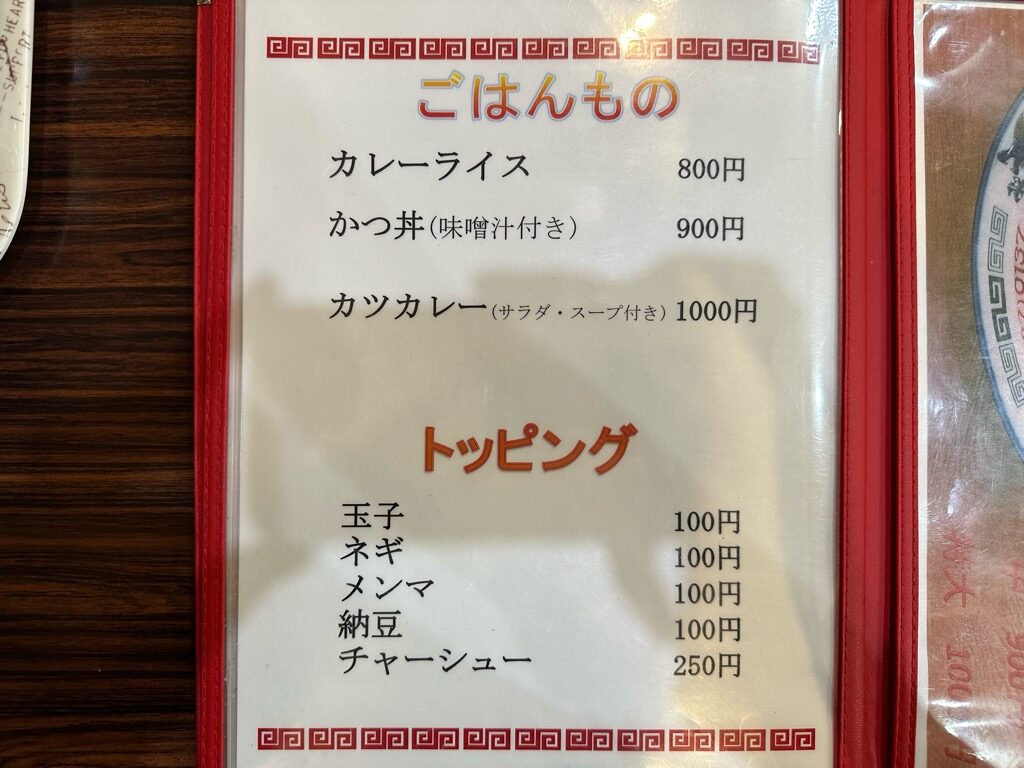 ごはんもの
カレーライス 800円
かつ丼(味噌汁付き) 900円
カツカレー(サラダ・スープ付き) 1000円
トッピング
玉子 100円
ネギ 100円
メンマ 100円
納豆 100円
チャーシュー 250円